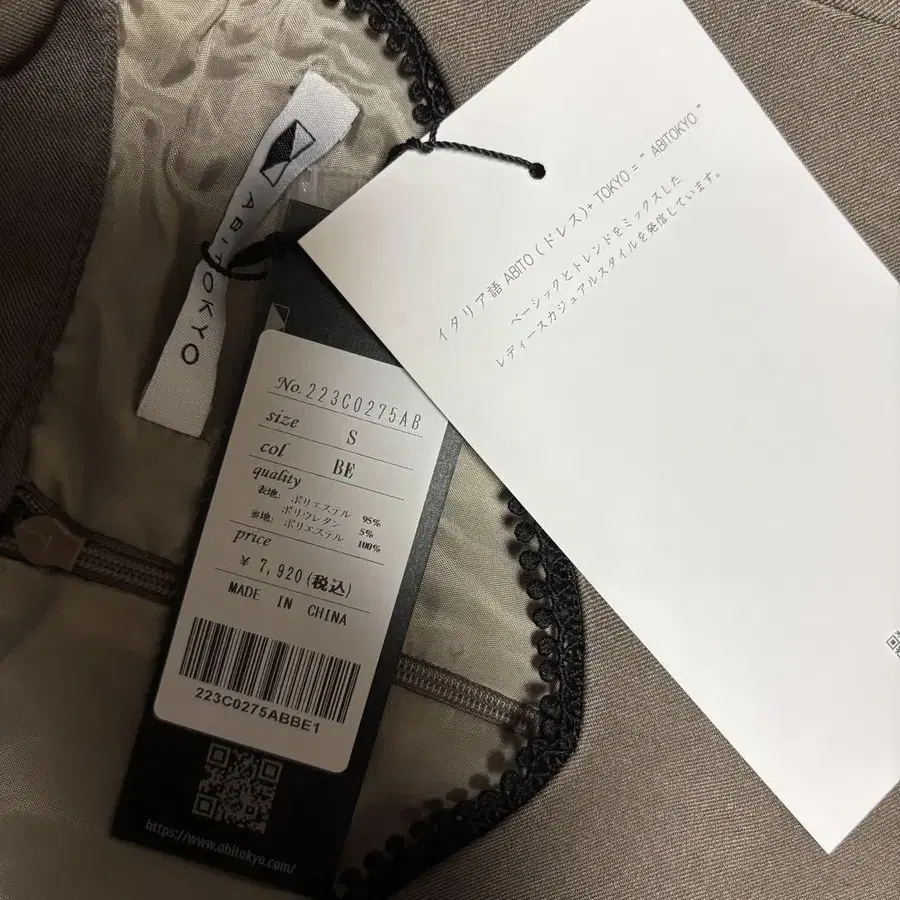 ABITOKYO
イタリア語 ABITO (ドレス)+ TOKYO = " ABITOKYO "
ベーシックとトレンドをミックスした
レディースカジュアルスタイルを発信しています。
No. 223C0275AB
size S
col BE
quality
表地: ポリエステル 95%
ポリウレタン 5%
裏地: ポリエステル 100%
price
¥ 7,920(税込)
MADE IN CHINA
223C0275ABBE1
https://www.abitokyo.com/